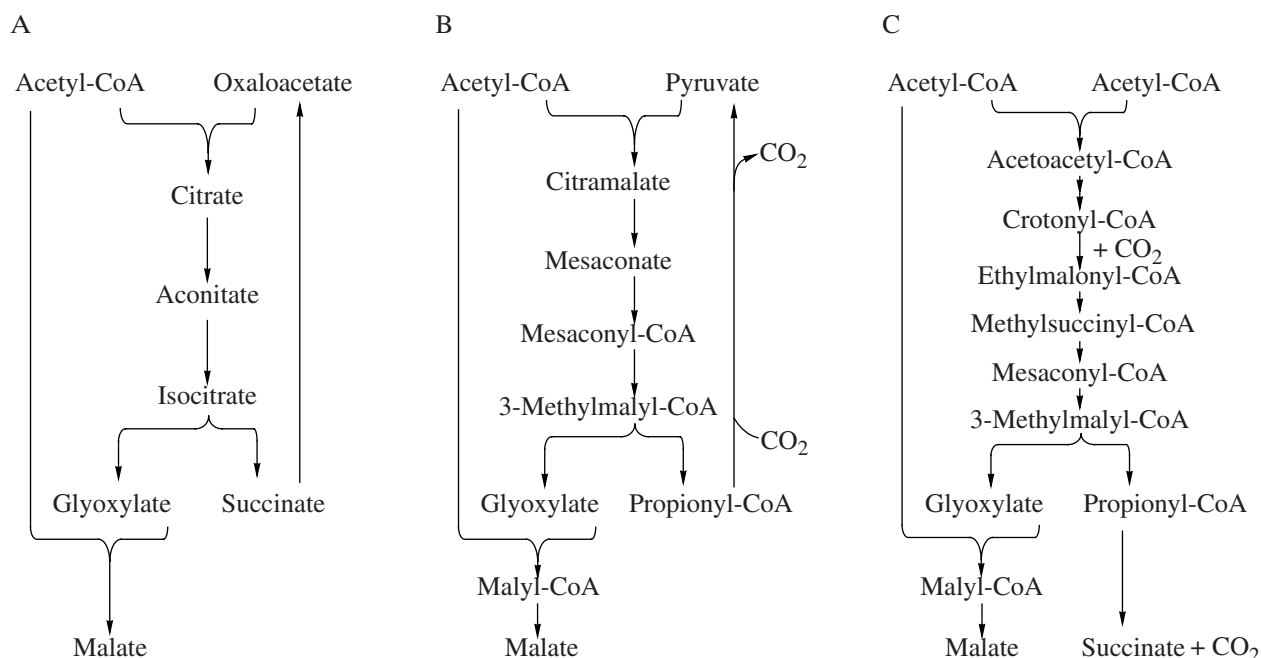 A
Acetyl-CoA Oxaloacetate
Citrate
Aconitate
Isocitrate
Glyoxylate Succinate
Malate
B
Acetyl-CoA Pyruvate
CO2
Citramalate
Mesaconate
Mesaconyl-CoA
3-Methylmalyl-CoA
CO2
Glyoxylate Propionyl-CoA
Malyl-CoA
Malate
C
Acetyl-CoA Acetyl-CoA
Acetoacetyl-CoA
Crotonyl-CoA
+ CO2
Ethylmalonyl-CoA
Methylsuccinyl-CoA
Mesaconyl-CoA
3-Methylmalyl-CoA
Glyoxylate Propionyl-CoA
Malyl-CoA
Malate Succinate + CO2